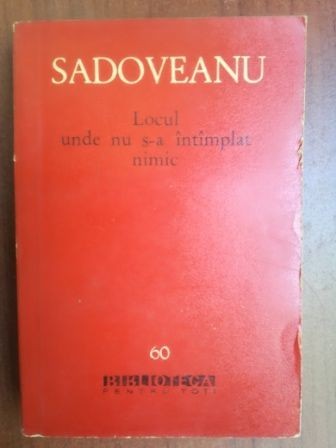 SADOVEANU
Locul
unde nu s-a întîmplat
nimic
60
BIBLIOTECA
PENTRU TOȚI